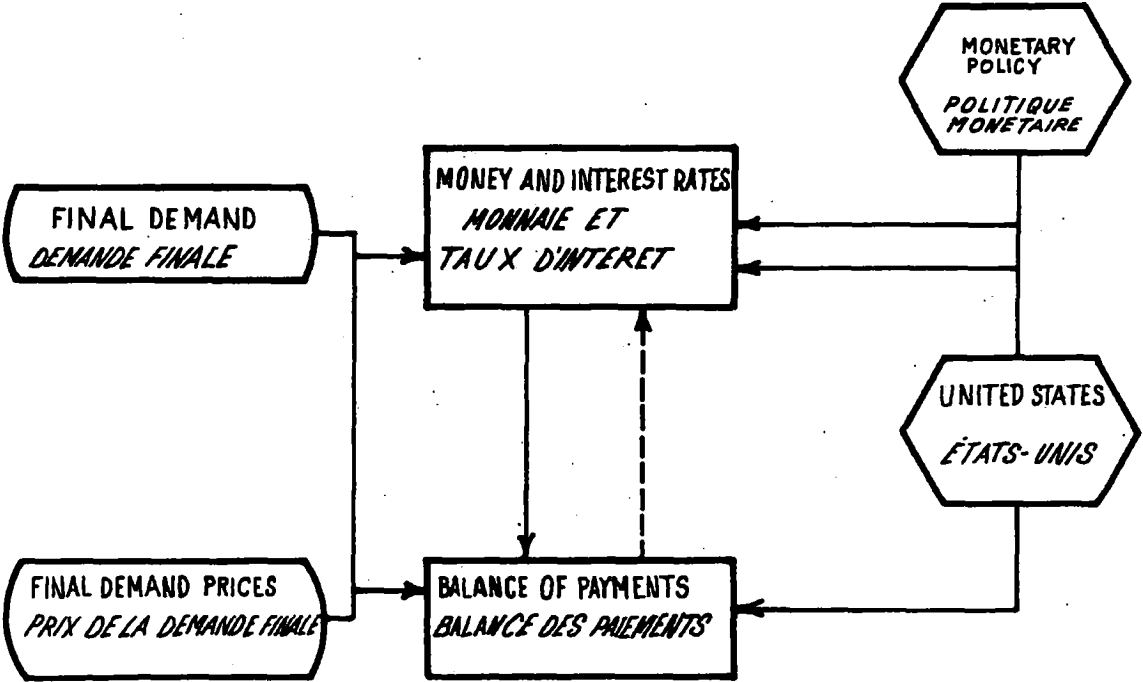 MONETARY
POLICY
POLITIQUE
MONETAIRE
MONEY AND INTEREST RATES
MONNAIE ET
TAUX D'INTERET
FINAL DEMAND
DEMANDE FINALE
UNITED STATES
ÉTATS-UNIS
FINAL DEMAND PRICES
PRIX DE LA DEMANDE FINALE
BALANCE OF PAYMENTS
BALANCE DES PAIEMENTS